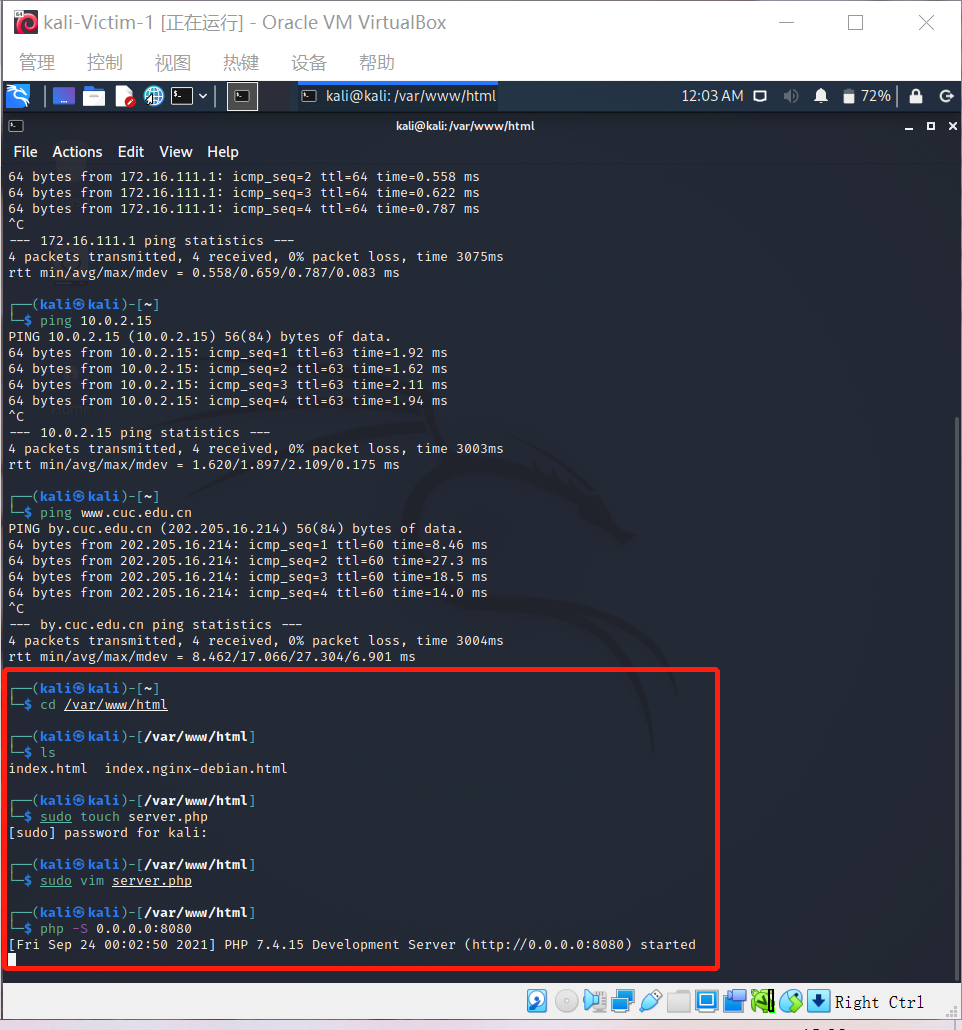 kali-Victim-1 [正在运行] - Oracle VM VirtualBox
管理 控制 视图 热键 设备 帮助
kali@kali: /var/www/html 12:03 AM 72%
kali@kali: /var/www/html
File Actions Edit View Help
64 bytes from 172.16.111.1: icmp_seq=2 ttl=64 time=0.558 ms
64 bytes from 172.16.111.1: icmp_seq=3 ttl=64 time=0.622 ms
64 bytes from 172.16.111.1: icmp_seq=4 ttl=64 time=0.787 ms
^C
--- 172.16.111.1 ping statistics ---
4 packets transmitted, 4 received, 0% packet loss, time 3075ms
rtt min/avg/max/mdev = 0.558/0.659/0.787/0.083 ms
┌──(kali㉿kali)-[~]
└─$ ping 10.0.2.15
PING 10.0.2.15 (10.0.2.15) 56(84) bytes of data.
64 bytes from 10.0.2.15: icmp_seq=1 ttl=63 time=1.92 ms
64 bytes from 10.0.2.15: icmp_seq=2 ttl=63 time=1.62 ms
64 bytes from 10.0.2.15: icmp_seq=3 ttl=63 time=2.11 ms
64 bytes from 10.0.2.15: icmp_seq=4 ttl=63 time=1.94 ms
^C
--- 10.0.2.15 ping statistics ---
4 packets transmitted, 4 received, 0% packet loss, time 3003ms
rtt min/avg/max/mdev = 1.620/1.897/2.109/0.175 ms
┌──(kali㉿kali)-[~]
└─$ ping www.cuc.edu.cn
PING by.cuc.edu.cn (202.205.16.214) 56(84) bytes of data.
64 bytes from 202.205.16.214: icmp_seq=1 ttl=60 time=8.46 ms
64 bytes from 202.205.16.214: icmp_seq=2 ttl=60 time=27.3 ms
64 bytes from 202.205.16.214: icmp_seq=3 ttl=60 time=18.5 ms
64 bytes from 202.205.16.214: icmp_seq=4 ttl=60 time=14.0 ms
^C
--- by.cuc.edu.cn ping statistics ---
4 packets transmitted, 4 received, 0% packet loss, time 3004ms
rtt min/avg/max/mdev = 8.462/17.066/27.304/6.901 ms
┌──(kali㉿kali)-[~]
└─$ cd /var/www/html
┌──(kali㉿kali)-[/var/www/html]
└─$ ls
index.html  index.nginx-debian.html
┌──(kali㉿kali)-[/var/www/html]
└─$ sudo touch server.php
[sudo] password for kali:
┌──(kali㉿kali)-[/var/www/html]
└─$ sudo vim server.php
┌──(kali㉿kali)-[/var/www/html]
└─$ php -S 0.0.0.0:8080
[Fri Sep 24 00:02:50 2021] PHP 7.4.15 Development Server (http://0.0.0.0:8080) started
Right Ctrl